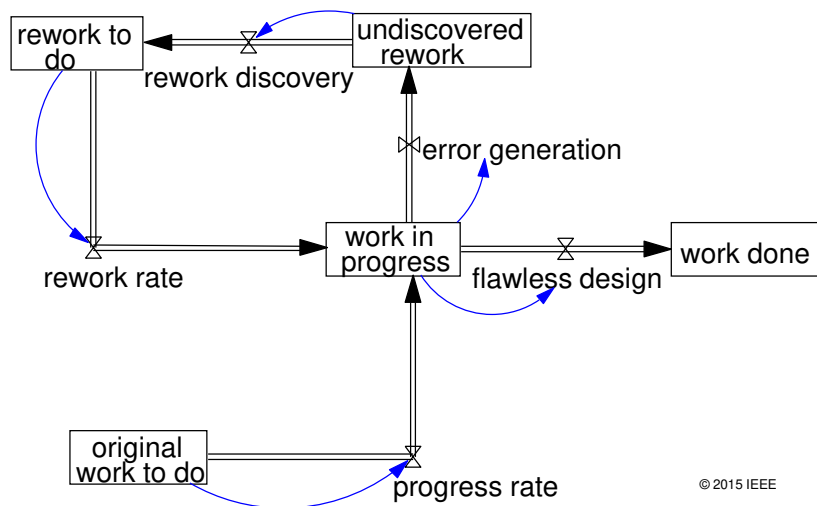 rework to
do
undiscovered
rework
rework discovery
error generation
work in
progress
work done
rework rate
flawless design
original
work to do
progress rate
© 2015 IEEE